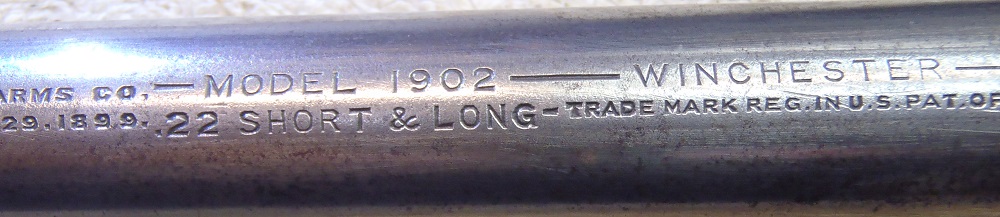 ARMS CO. — MODEL 1902 — WINCHESTER —
29.1899. .22 SHORT & LONG - TRADE MARK REG. IN U.S. PAT. OF